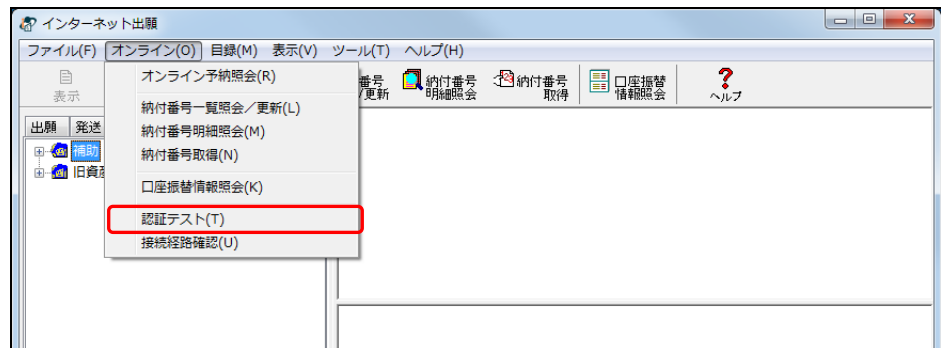 インターネット出願
ファイル(F) オンライン(O) 目録(M) 表示(V) ツール(T) ヘルプ(H)
表示
番号
/更新
納付番号
明細照会
納付番号
取得
口座振替
情報照会
ヘルプ
出願 発送
補助
旧資
オンライン予納照会(R)
納付番号一覧照会/更新(L)
納付番号明細照会(M)
納付番号取得(N)
口座振替情報照会(K)
認証テスト(T)
接続経路確認(U)